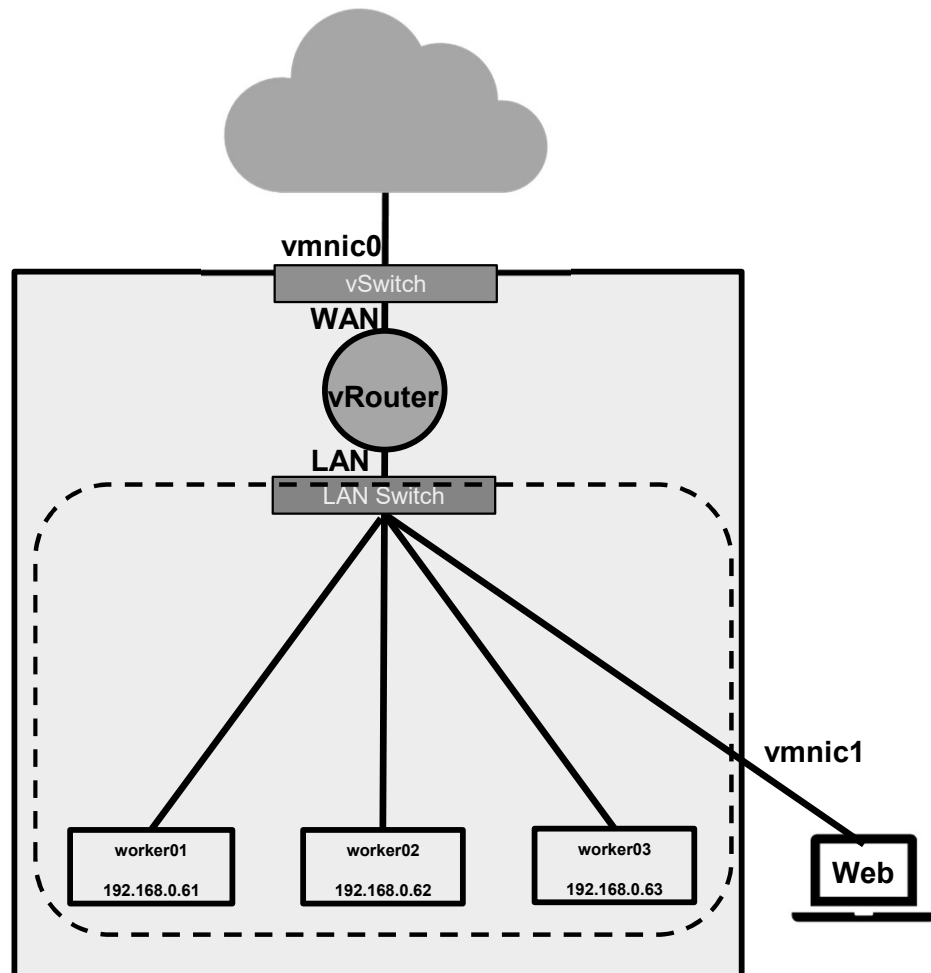 vmnic0
vSwitch
WAN
vRouter
LAN
LAN Switch
vmnic1
worker01
192.168.0.61
worker02
192.168.0.62
worker03
192.168.0.63
Web